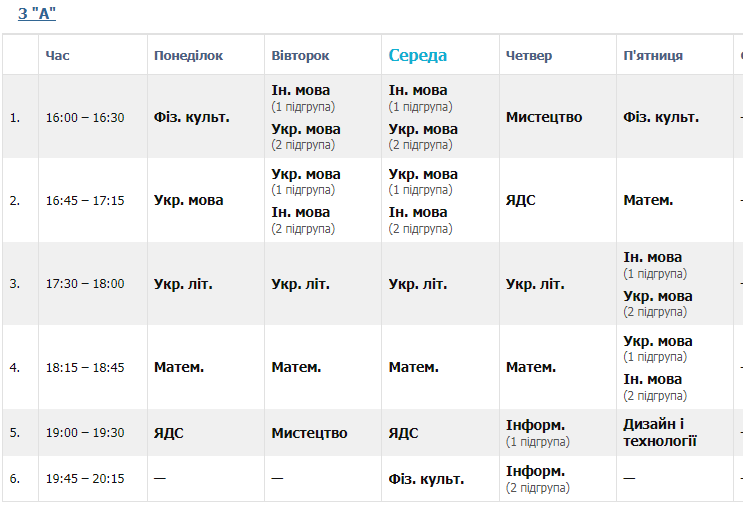 3 "А"
Час Понеділок Вівторок Середа Четвер П'ятниця
1. 16:00 – 16:30 Фіз. культ. Ін. мова (1 підгрупа) Укр. мова (2 підгрупа) Ін. мова (1 підгрупа) Укр. мова (2 підгрупа) Мистецтво Фіз. культ. -
2. 16:45 – 17:15 Укр. мова Укр. мова (1 підгрупа) Ін. мова (2 підгрупа) Укр. мова (1 підгрупа) Ін. мова (2 підгрупа) ЯДС Матем. -
3. 17:30 – 18:00 Укр. літ. Укр. літ. Укр. літ. Укр. літ. Ін. мова (1 підгрупа) Укр. мова (2 підгрупа) -
4. 18:15 – 18:45 Матем. Матем. Матем. Матем. Укр. мова (1 підгрупа) Ін. мова (2 підгрупа) -
5. 19:00 – 19:30 ЯДС Мистецтво ЯДС Інформ. (1 підгрупа) Дизайн і технології -
6. 19:45 – 20:15 — — Фіз. культ. Інформ. (2 підгрупа) — -